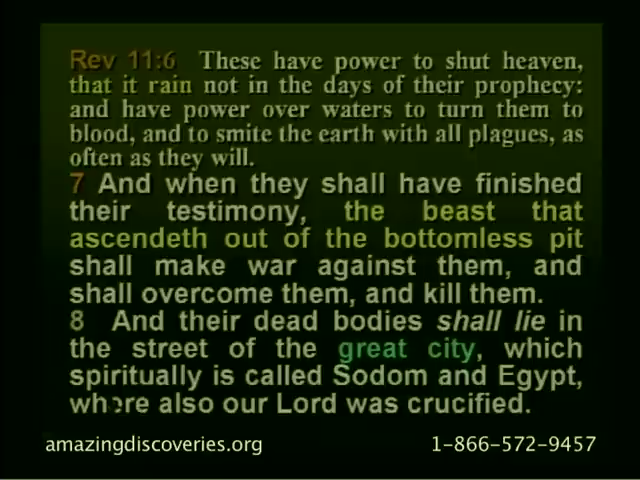 Rev 11:6 These have power to shut heaven,
that it rain not in the days of their prophecy:
and have power over waters to turn them to
blood, and to smite the earth with all plagues, as
often as they will.
7 And when they shall have finished
their testimony, the beast that
ascendeth out of the bottomless pit
shall make war against them, and
shall overcome them, and kill them.
8 And their dead bodies shall lie in
the street of the great city, which
spiritually is called Sodom and Egypt,
where also our Lord was crucified.
amazingdiscoveries.org 1-866-572-9457